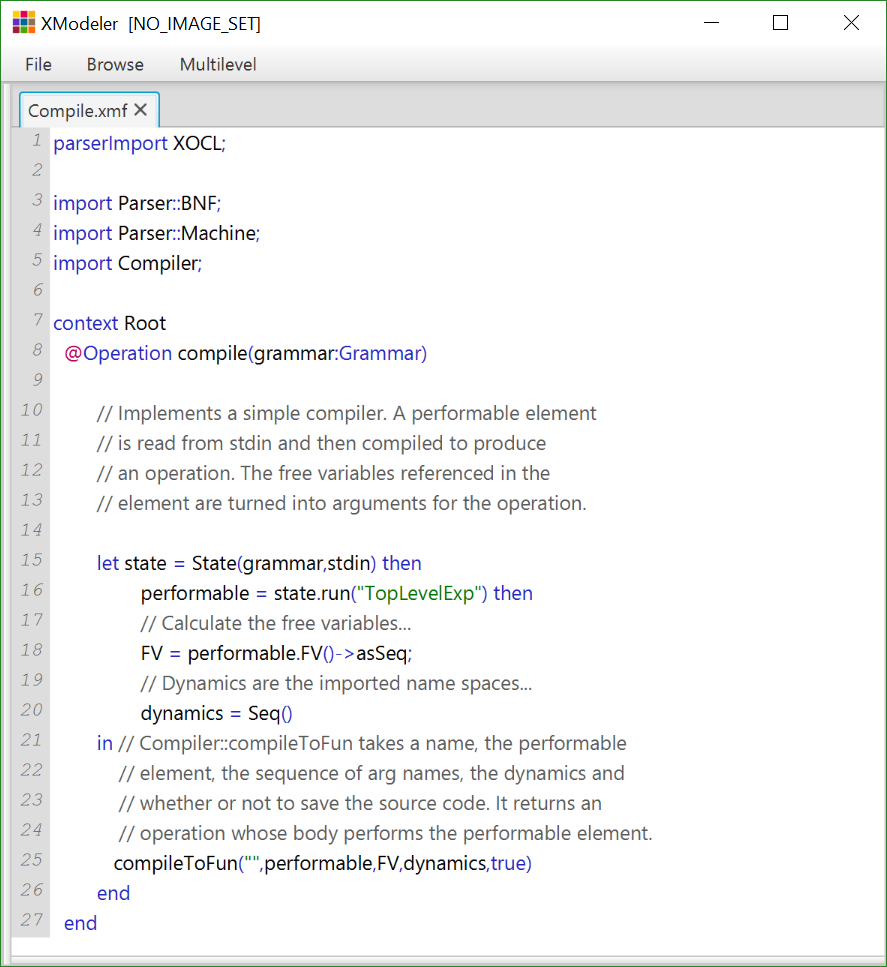 XModeler [NO_IMAGE_SET]
File Browse Multilevel
Compile.xmf
1 parserImport XOCL;
2
3 import Parser::BNF;
4 import Parser::Machine;
5 import Compiler;
6
7 context Root
8 @Operation compile(grammar:Grammar)
9
10 // Implements a simple compiler. A performable element
11 // is read from stdin and then compiled to produce
12 // an operation. The free variables referenced in the
13 // element are turned into arguments for the operation.
14
15 let state = State(grammar,stdin) then
16 performable = state.run("TopLevelExp") then
17 // Calculate the free variables...
18 FV = performable.FV()->asSeq;
19 // Dynamics are the imported name spaces...
20 dynamics = Seq()
21 in // Compiler::compileToFun takes a name, the performable
22 // element, the sequence of arg names, the dynamics and
23 // whether or not to save the source code. It returns an
24 // operation whose body performs the performable element.
25 compileToFun("",performable,FV,dynamics,true)
26 end
27 end